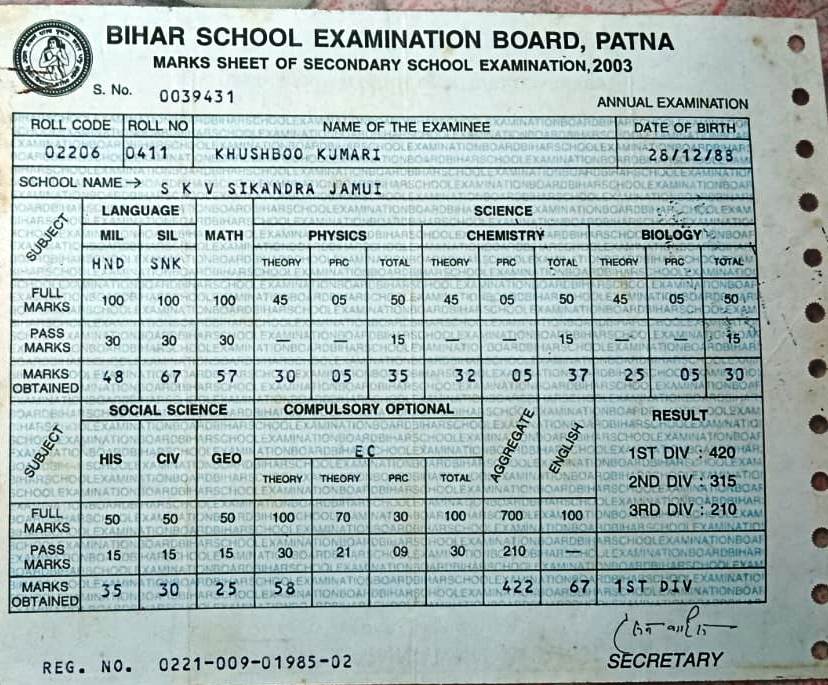 BIHAR SCHOOL EXAMINATION BOARD, PATNA
MARKS SHEET OF SECONDARY SCHOOL EXAMINATION, 2003
S. No. 0039431
ANNUAL EXAMINATION
ROLL CODE ROLL NO NAME OF THE EXAMINEE DATE OF BIRTH
02206 0411 KHUSHBOO KUMARI 28/12/88
SCHOOL NAME → S K V SIKANDRA JAMUI
SUBJECT LANGUAGE MATH SCIENCE
MIL SIL PHYSICS CHEMISTRY BIOLOGY
HND SNK THEORY PRC TOTAL THEORY PRC TOTAL THEORY PRC TOTAL
FULL MARKS 100 100 100 45 05 50 45 05 50 45 05 50
PASS MARKS 30 30 30 — — 15 — — 15 — — 15
MARKS OBTAINED 48 67 57 30 05 35 32 05 37 25 05 30
SUBJECT SOCIAL SCIENCE COMPULSORY OPTIONAL AGGREGATE ENGLISH RESULT
HIS CIV GEO EC 1ST DIV : 420
THEORY THEORY PRC TOTAL 2ND DIV : 315
FULL MARKS 50 50 50 100 70 30 100 700 100 3RD DIV : 210
PASS MARKS 15 15 15 30 21 09 30 210 —
MARKS OBTAINED 35 30 25 58 422 67 1ST DIV
REG. NO. 0221-009-01985-02
SECRETARY